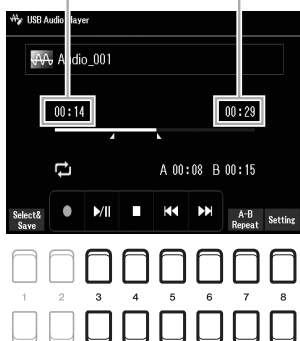 USB Audio Player
Audio_001
00:14 00:29
A 00:08 B 00:15
Select& Save
A-B Repeat
Setting
1 2 3 4 5 6 7 8